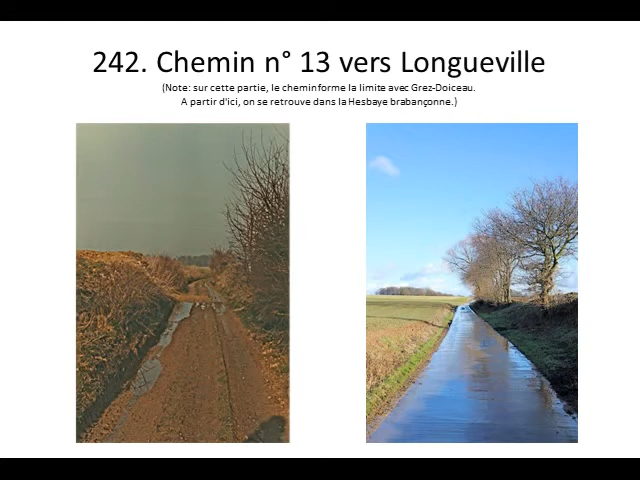 242. Chemin n° 13 vers Longueville
(Note: sur cette partie, le chemin forme la limite avec Grez-Doiceau.
A partir d'ici, on se retrouve dans la Hesbaye brabançonne.)